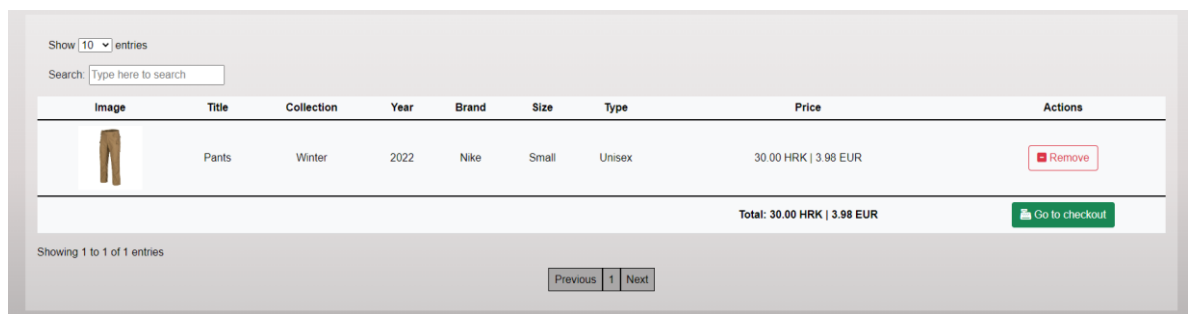 Show 10 entries
Search: Type here to search
Image Title Collection Year Brand Size Type Price Actions
Pants Winter 2022 Nike Small Unisex 30.00 HRK | 3.98 EUR Remove
Total: 30.00 HRK | 3.98 EUR Go to checkout
Showing 1 to 1 of 1 entries
Previous 1 Next